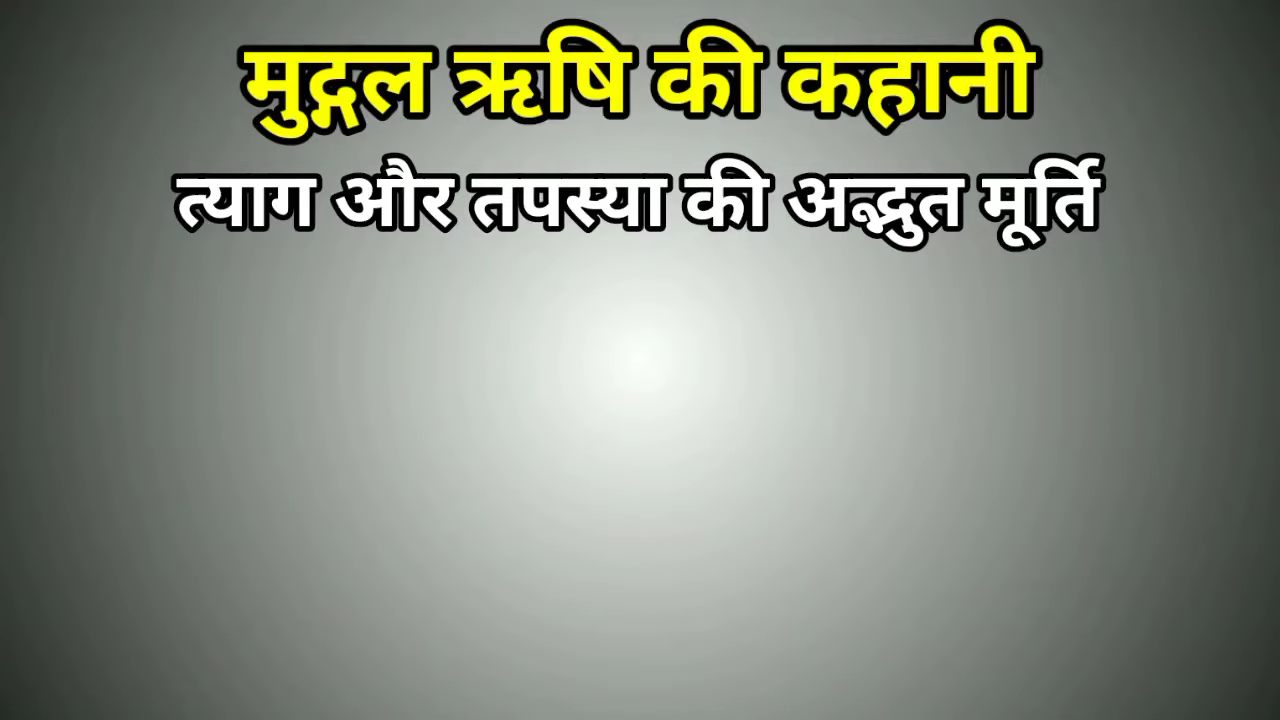 मुद्गल ऋषि की कहानी
त्याग और तपस्या की अद्भुत मूर्ति